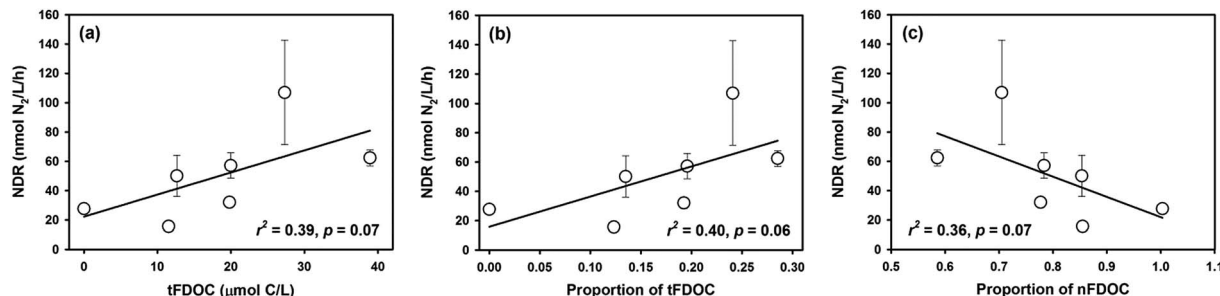 (a)
NDR (nmol N₂/L/h)
160
140
120
100
80
60
40
20
0
r² = 0.39, p = 0.07
0 10 20 30 40
tFDOC (μmol C/L)
(b)
NDR (nmol N₂/L/h)
160
140
120
100
80
60
40
20
0
r² = 0.40, p = 0.06
0.00 0.05 0.10 0.15 0.20 0.25 0.30
Proportion of tFDOC
(c)
NDR (nmol N₂/L/h)
160
140
120
100
80
60
40
20
0
r² = 0.36, p = 0.07
0.5 0.6 0.7 0.8 0.9 1.0 1.1
Proportion of nFDOC